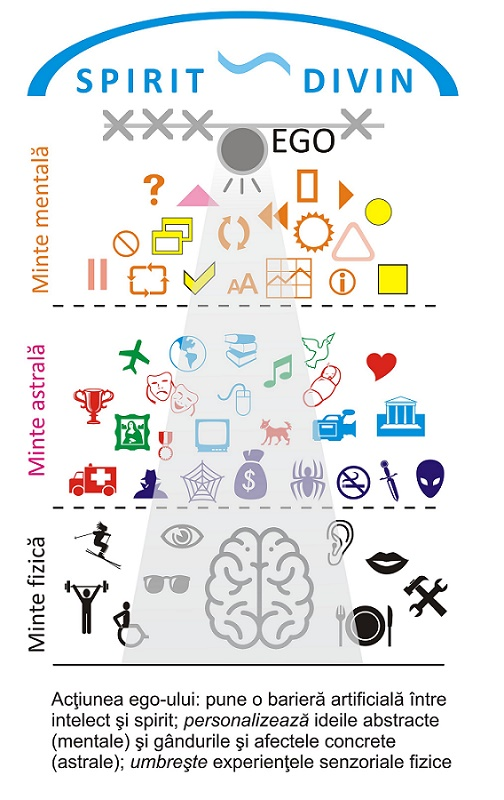 SPIRIT DIVIN
EGO
Minte mentală
AA
Minte astrală
$
Minte fizică
Acţiunea ego-ului: pune o barieră artificială între
intelect şi spirit; personalizează ideile abstracte
(mentale) şi gândurile şi afectele concrete
(astrale); umbreşte experienţele senzoriale fizice